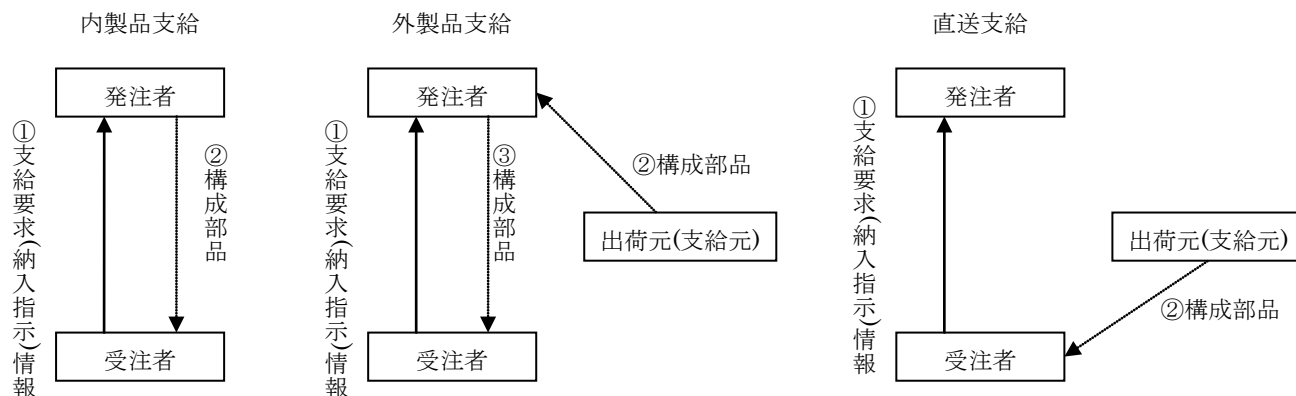 内製品支給
発注者
①支給要求(納入指示)情報
②構成部品
受注者
外製品支給
発注者
①支給要求(納入指示)情報
③構成部品
②構成部品
出荷元(支給元)
受注者
直送支給
発注者
①支給要求(納入指示)情報
出荷元(支給元)
②構成部品
受注者